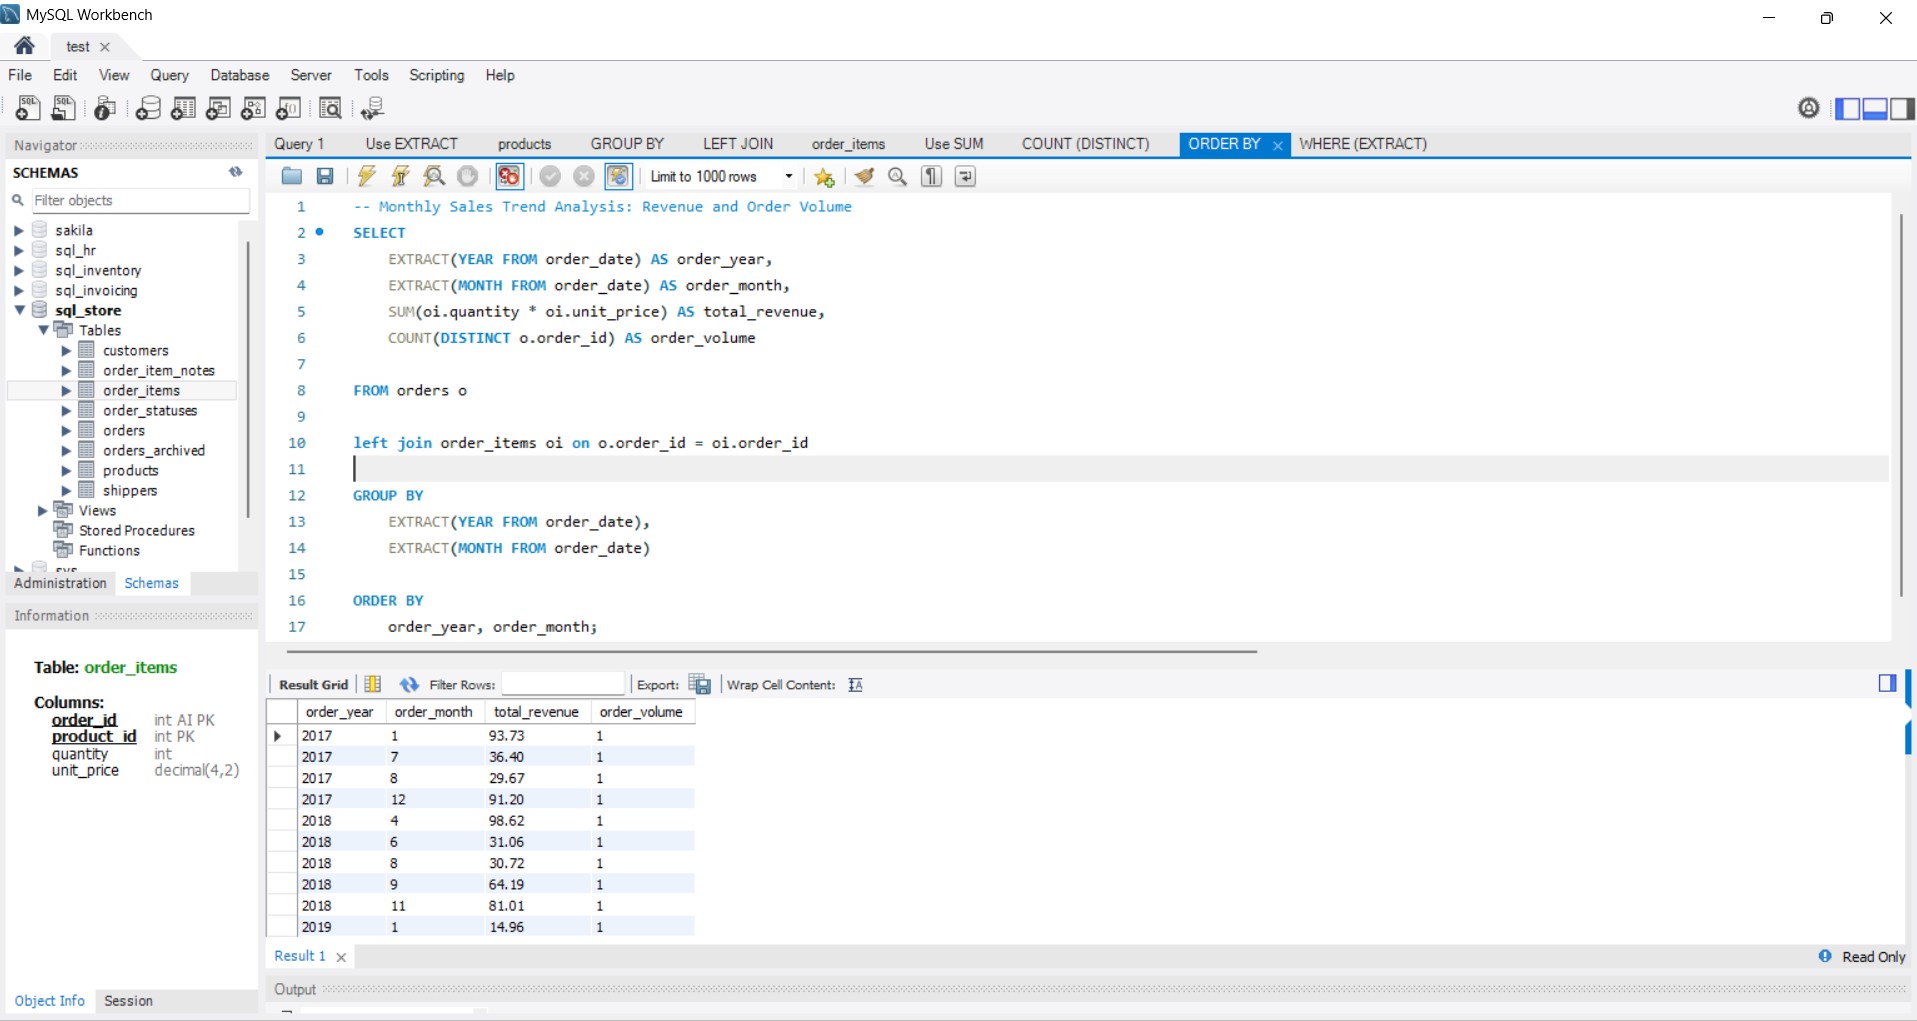 MySQL Workbench
test
File Edit View Query Database Server Tools Scripting Help
Navigator
SCHEMAS
Filter objects
sakila
sql_hr
sql_inventory
sql_invoicing
sql_store
Tables
customers
order_item_notes
order_items
order_statuses
orders
orders_archived
products
shippers
Views
Stored Procedures
Functions
sys
Administration Schemas
Information
Table: order_items
Columns:
order_id int AI PK
product_id int PK
quantity int
unit_price decimal(4,2)
Object Info Session
Query 1 Use EXTRACT products GROUP BY LEFT JOIN order_items Use SUM COUNT (DISTINCT) ORDER BY WHERE (EXTRACT)
Limit to 1000 rows
1 -- Monthly Sales Trend Analysis: Revenue and Order Volume
2 SELECT
3 EXTRACT(YEAR FROM order_date) AS order_year,
4 EXTRACT(MONTH FROM order_date) AS order_month,
5 SUM(oi.quantity * oi.unit_price) AS total_revenue,
6 COUNT(DISTINCT o.order_id) AS order_volume
7
8 FROM orders o
9
10 left join order_items oi on o.order_id = oi.order_id
11
12 GROUP BY
13 EXTRACT(YEAR FROM order_date),
14 EXTRACT(MONTH FROM order_date)
15
16 ORDER BY
17 order_year, order_month;
Result Grid Filter Rows: Export: Wrap Cell Content:
order_year order_month total_revenue order_volume
2017 1 93.73 1
2017 7 36.40 1
2017 8 29.67 1
2017 12 91.20 1
2018 4 98.62 1
2018 6 31.06 1
2018 8 30.72 1
2018 9 64.19 1
2018 11 81.01 1
2019 1 14.96 1
Result 1
Read Only
Output